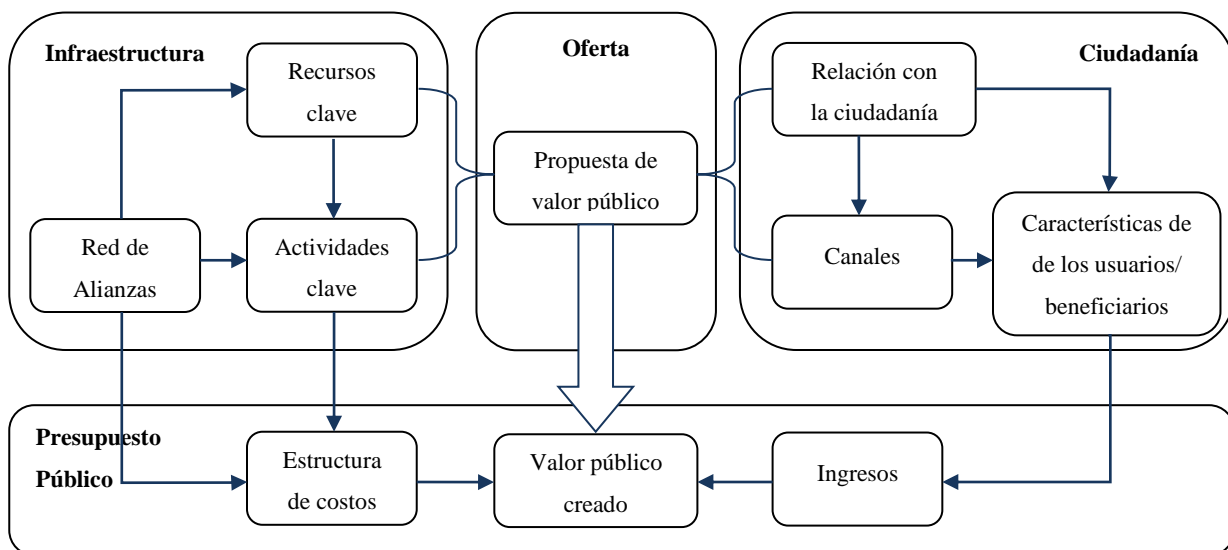 Infraestructura
Recursos
clave
Red de
Alianzas
Actividades
clave
Oferta
Propuesta de
valor público
Ciudadanía
Relación con
la ciudadanía
Canales
Características de
de los usuarios/
beneficiarios
Presupuesto
Público
Estructura
de costos
Valor público
creado
Ingresos